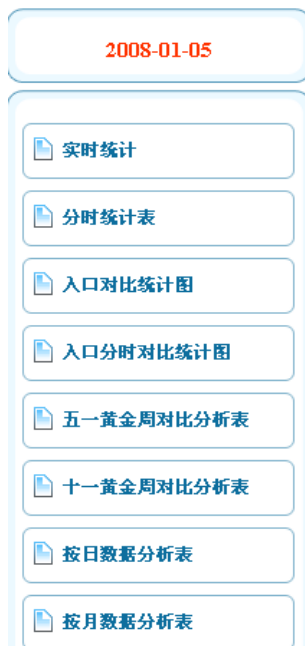 2008-01-05
实时统计
分时统计表
入口对比统计图
入口分时对比统计图
五一黄金周对比分析表
十一黄金周对比分析表
按日数据分析表
按月数据分析表